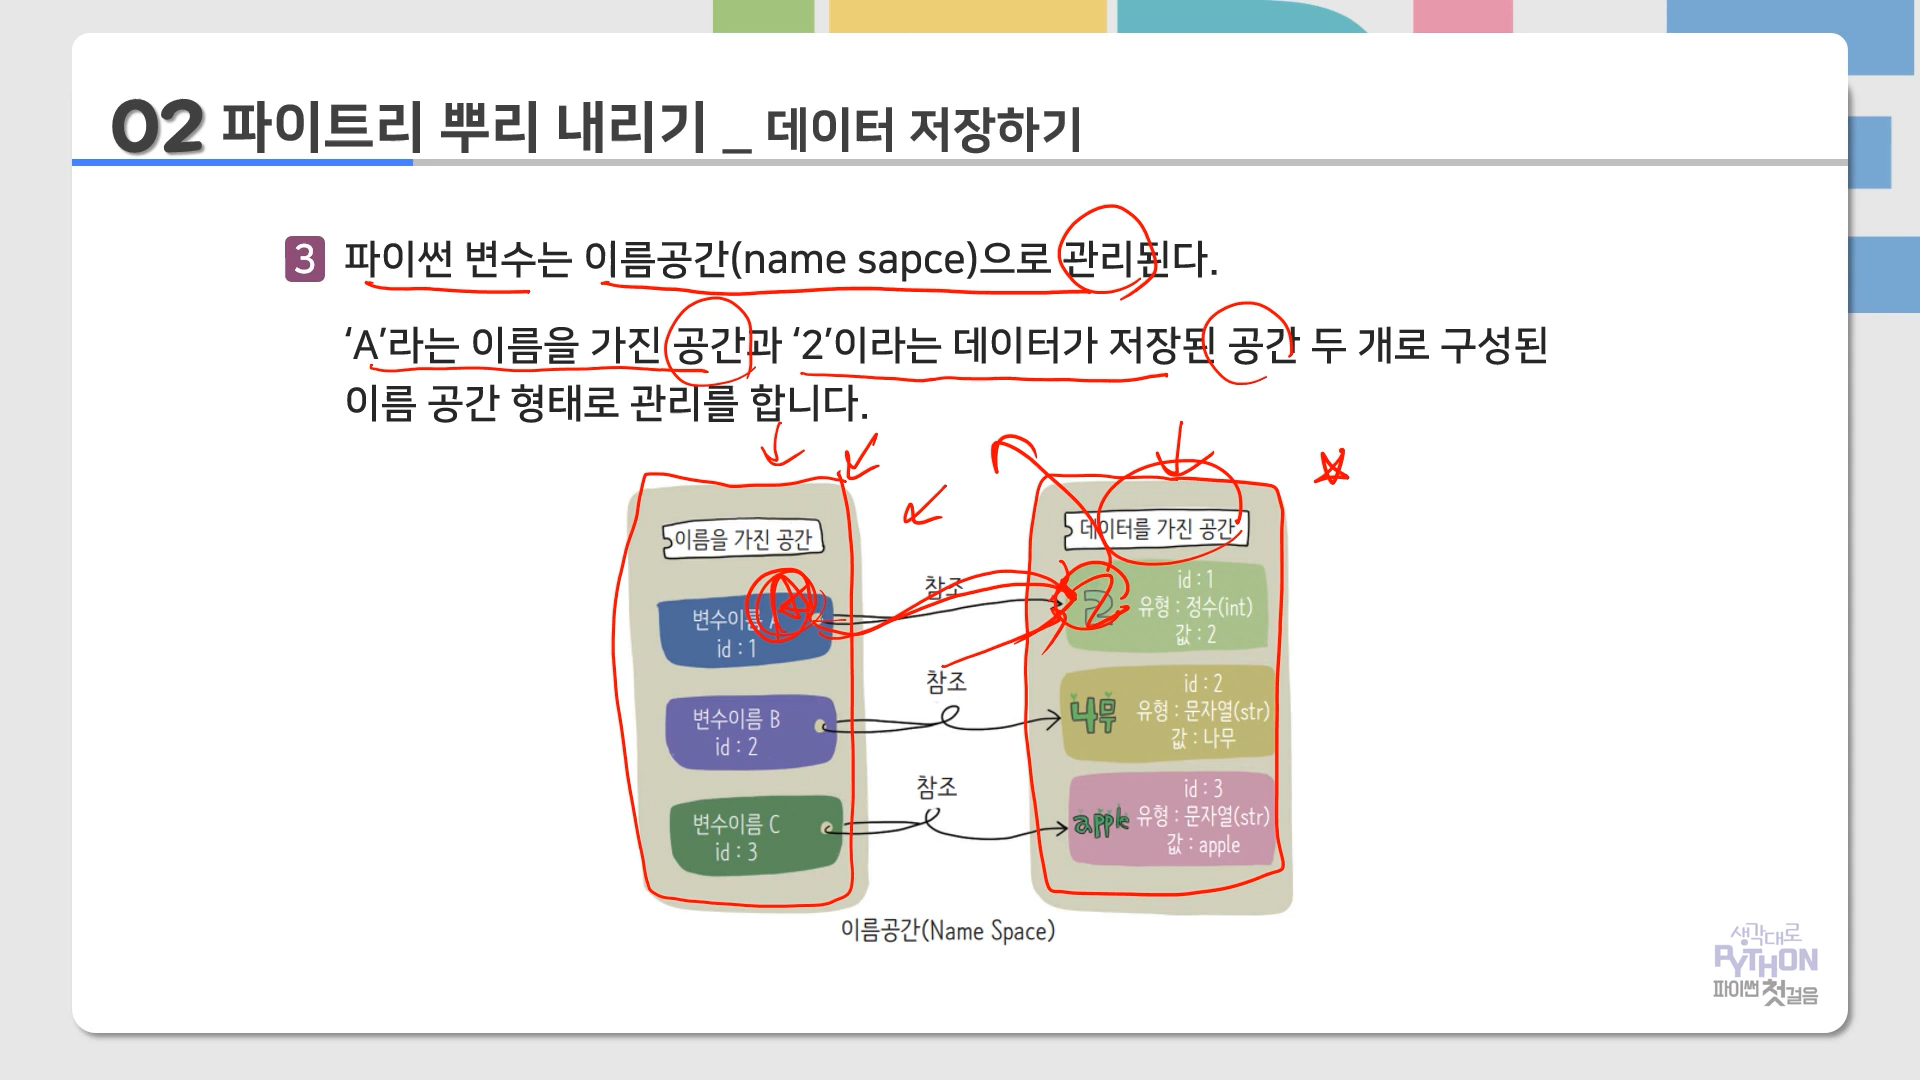 02 파이트리 뿌리 내리기 _ 데이터 저장하기
3 파이썬 변수는 이름공간(name sapce)으로 관리된다.
‘A’라는 이름을 가진 공간과 ‘2’이라는 데이터가 저장된 공간 두 개로 구성된
이름 공간 형태로 관리를 합니다.
이름을 가진 공간
변수이름 A
id : 1
변수이름 B
id : 2
변수이름 C
id : 3
참조
참조
참조
데이터를 가진 공간
2
id : 1
유형 : 정수(int)
값 : 2
나무
id : 2
유형 : 문자열(str)
값 : 나무
apple
id : 3
유형 : 문자열(str)
값 : apple
이름공간(Name Space)
생각대로
PYTHON
파이썬 첫걸음